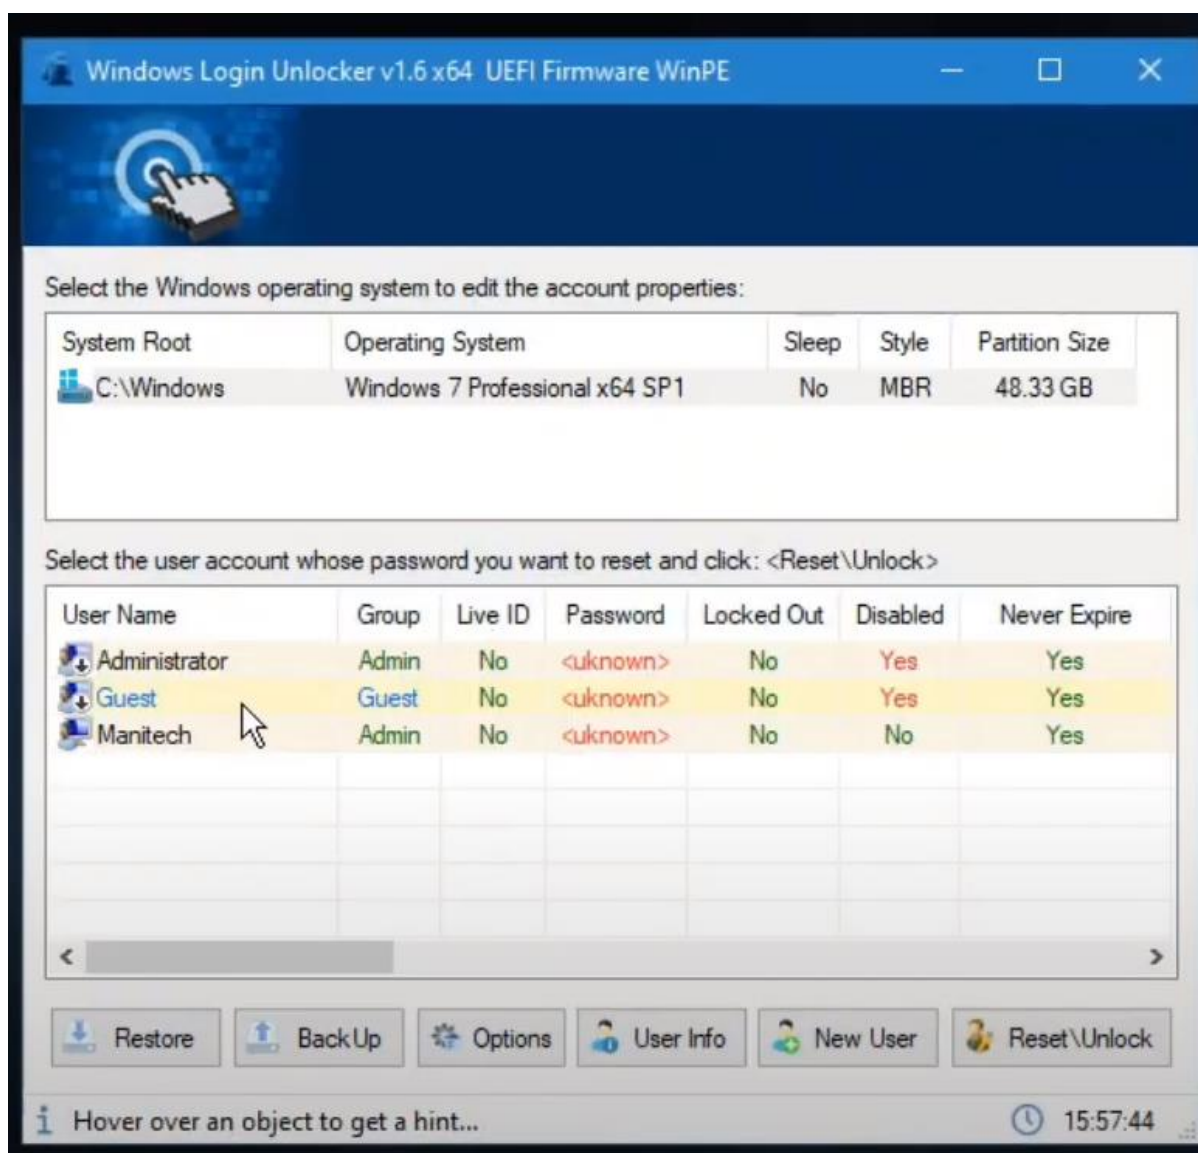 Windows Login Unlocker v1.6 x64 UEFI Firmware WinPE
Select the Windows operating system to edit the account properties:
System Root Operating System Sleep Style Partition Size
C:\Windows Windows 7 Professional x64 SP1 No MBR 48.33 GB
Select the user account whose password you want to reset and click: <Reset\Unlock>
User Name Group Live ID Password Locked Out Disabled Never Expire
Administrator Admin No <uknown> No Yes Yes
Guest Guest No <uknown> No Yes Yes
Manitech Admin No <uknown> No No Yes
Restore BackUp Options User Info New User Reset\Unlock
Hover over an object to get a hint... 15:57:44